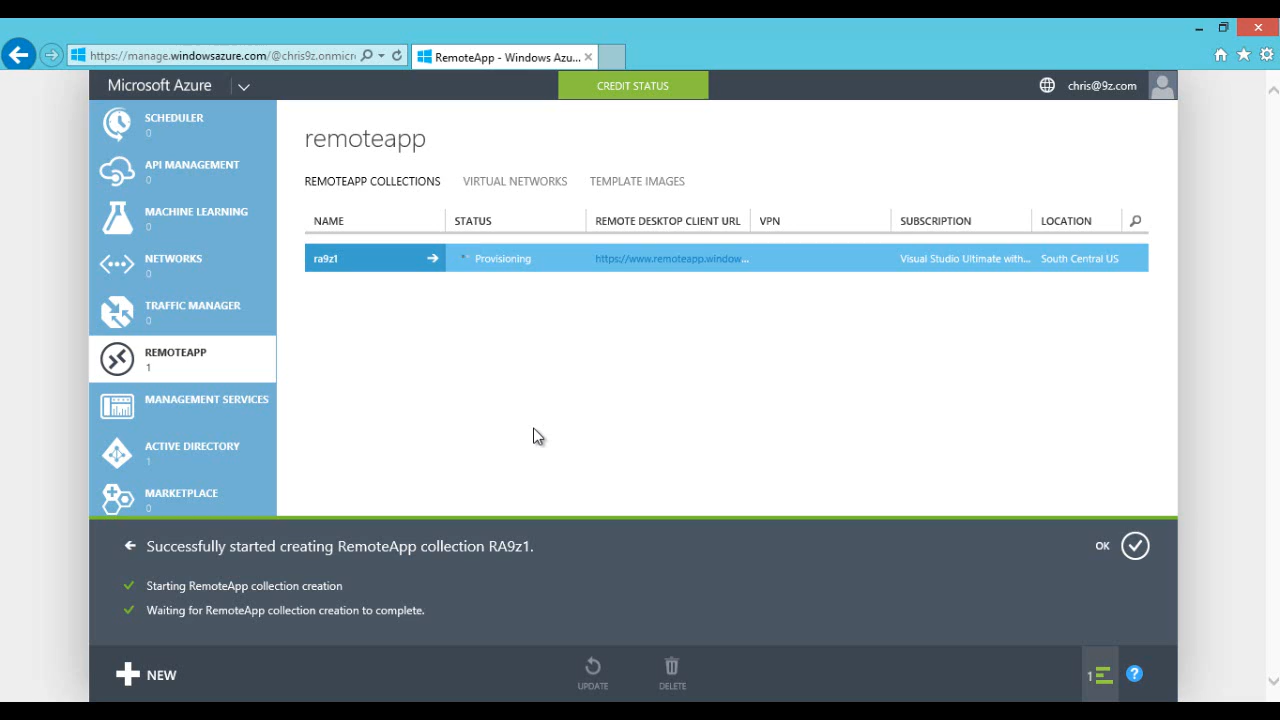 https://manage.windowsazure.com/@chris9z.onmicr
RemoteApp - Windows Azu...
Microsoft Azure
CREDIT STATUS
chris@9z.com
SCHEDULER
0
API MANAGEMENT
0
MACHINE LEARNING
0
NETWORKS
0
TRAFFIC MANAGER
0
REMOTEAPP
1
MANAGEMENT SERVICES
ACTIVE DIRECTORY
1
MARKETPLACE
0
remoteapp
REMOTEAPP COLLECTIONS VIRTUAL NETWORKS TEMPLATE IMAGES
NAME STATUS REMOTE DESKTOP CLIENT URL VPN SUBSCRIPTION LOCATION
ra9z1 Provisioning https://www.remoteapp.window... Visual Studio Ultimate with... South Central US
Successfully started creating RemoteApp collection RA9z1.
OK
Starting RemoteApp collection creation
Waiting for RemoteApp collection creation to complete.
NEW
UPDATE
DELETE
1
?